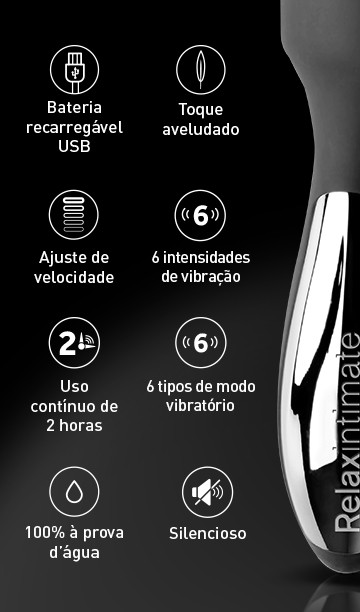 Bateria
recarregável
USB
Toque
aveludado
Ajuste de
velocidade
6
6 intensidades
de vibração
2
Uso
contínuo de
2 horas
6
6 tipos de modo
vibratório
100% à prova
d'água
Silencioso
Relaxintimate